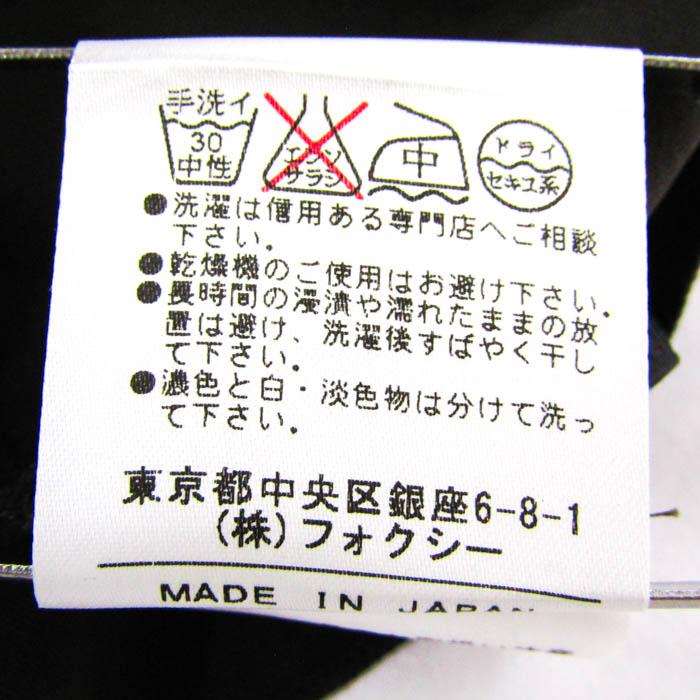 手洗イ
30
中性
エンソ
サラシ
中
ドライ
セキユ系
●洗濯は信用ある専門店へご相談
下さい.
●乾燥機のご使用はお避け下さい.
●長時間の浸漬や濡れたままの放
置は避け、洗濯後すばやく干し
て下さい.
●濃色と白・淡色物は分けて洗っ
て下さい.
東京都中央区銀座6-8-1
(株)フォクシー
MADE IN JAPAN